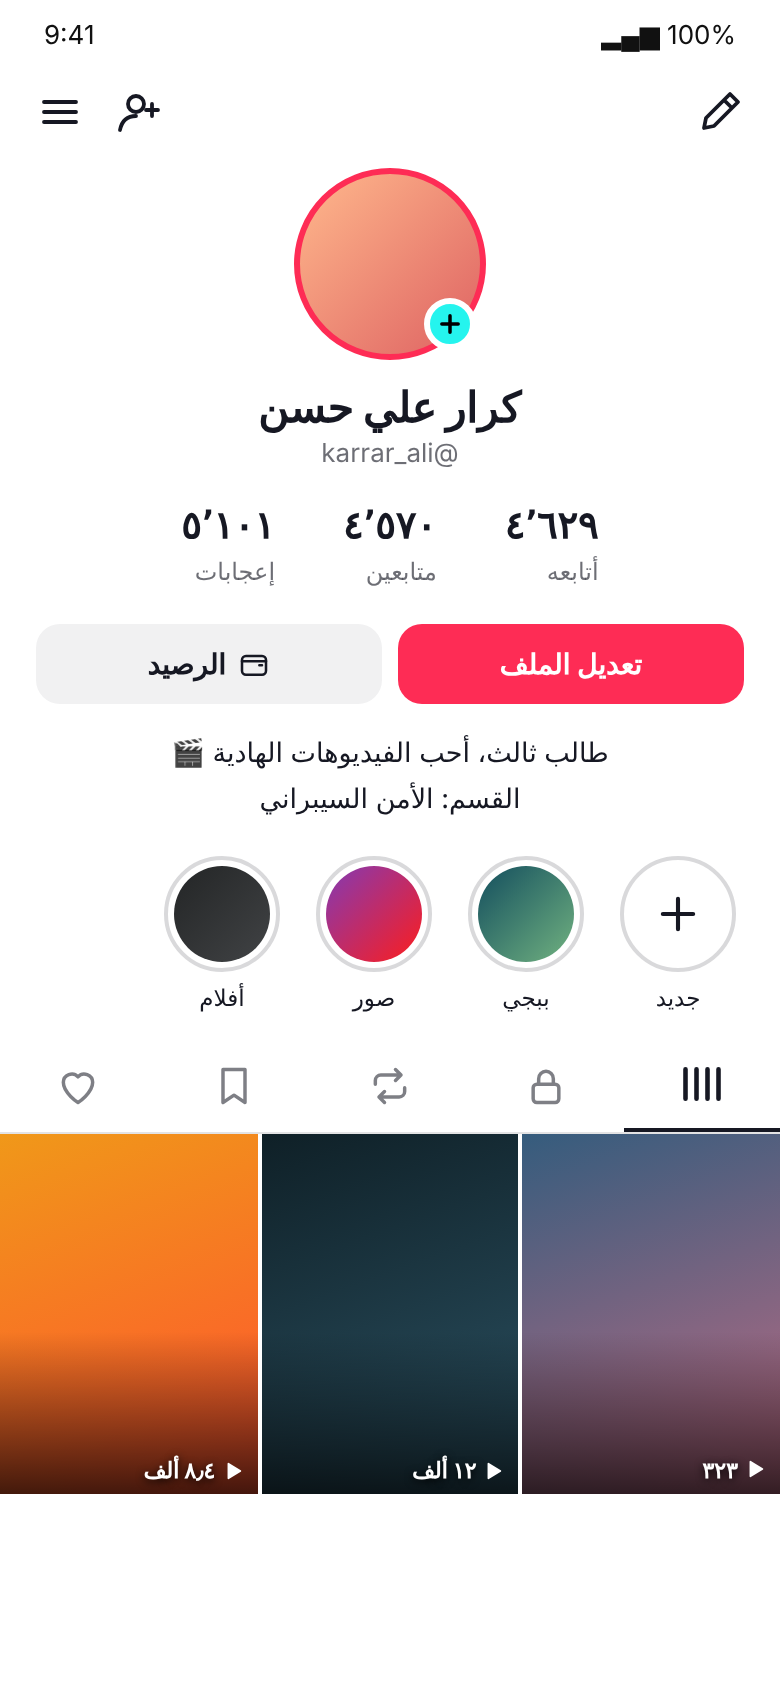 9:41 100%
كرار علي حسن
karrar_ali@
٤٬٦٢٩ ٤٬٥٧٠ ٥٬١٠١
أتابعه متابعين إعجابات
تعديل الملف الرصيد
طالب ثالث، أحب الفيديوهات الهادية 🎬
القسم: الأمن السيبراني
جديد ببجي صور أفلام
٣٢٣ ١٢ ألف ٨٫٤ ألف